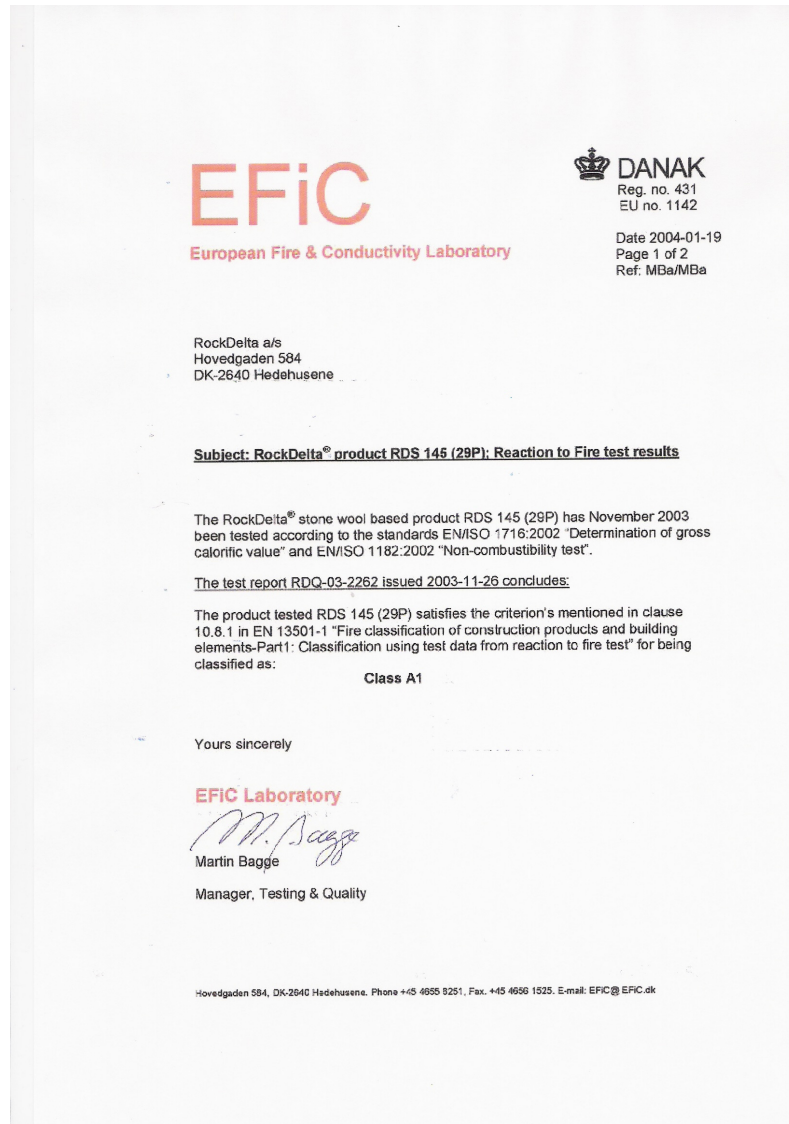 EFiC
European Fire & Conductivity Laboratory
DANAK
Reg. no. 431
EU no. 1142
Date 2004-01-19
Page 1 of 2
Ref: MBa/MBa
RockDelta a/s
Hovedgaden 584
DK-2640 Hedehusene
Subject: RockDelta® product RDS 145 (29P); Reaction to Fire test results
The RockDelta® stone wool based product RDS 145 (29P) has November 2003
been tested according to the standards EN/ISO 1716:2002 "Determination of gross
calorific value" and EN/ISO 1182:2002 "Non-combustibility test".
The test report RDQ-03-2262 issued 2003-11-26 concludes:
The product tested RDS 145 (29P) satisfies the criterion's mentioned in clause
10.8.1 in EN 13501-1 "Fire classification of construction products and building
elements-Part1: Classification using test data from reaction to fire test" for being
classified as:
Class A1
Yours sincerely
EFiC Laboratory
M. Bagge
Martin Bagge
Manager, Testing & Quality
Hovedgaden 584, DK-2640 Hedehusene. Phone +45 4655 8251, Fax. +45 4656 1525. E-mail: EFiC@ EFiC.dk